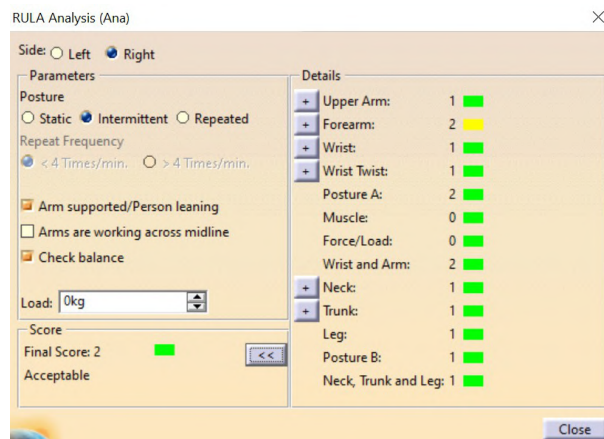 RULA Analysis (Ana)
Side: Left Right
Parameters
Posture
Static Intermittent Repeated
Repeat Frequency
< 4 Times/min. > 4 Times/min.
Arm supported/Person leaning
Arms are working across midline
Check balance
Load: 0kg
Score
Final Score: 2
<<
Acceptable
Details
+ Upper Arm: 1
+ Forearm: 2
+ Wrist: 1
+ Wrist Twist: 1
Posture A: 2
Muscle: 0
Force/Load: 0
Wrist and Arm: 2
+ Neck: 1
+ Trunk: 1
Leg: 1
Posture B: 1
Neck, Trunk and Leg: 1
Close